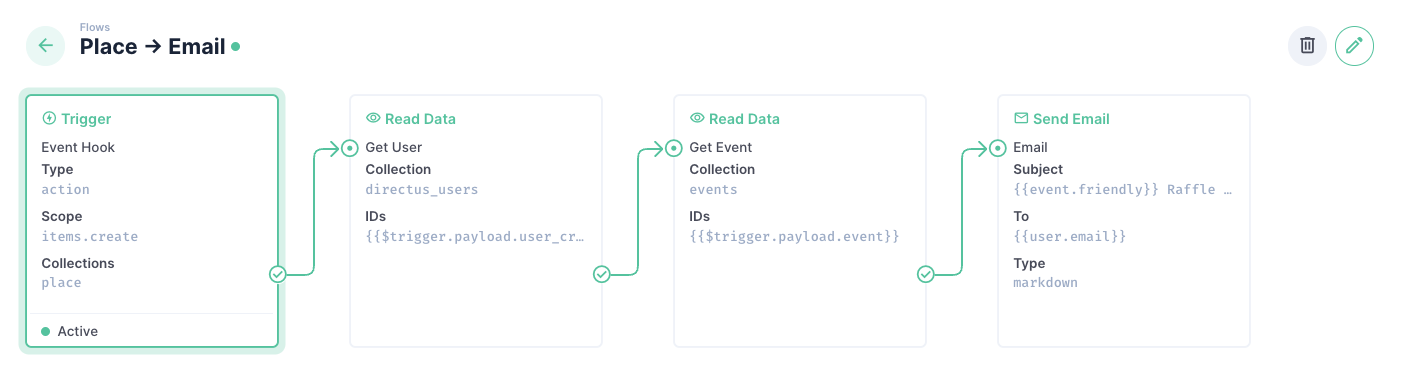 Flows
Place → Email
Trigger
Event Hook
Type
action
Scope
items.create
Collections
place
Active
Read Data
Get User
Collection
directus_users
IDs
{{$trigger.payload.user_cr…
Read Data
Get Event
Collection
events
IDs
{{$trigger.payload.event}}
Send Email
Email
Subject
{{event.friendly}} Raffle …
To
{{user.email}}
Type
markdown